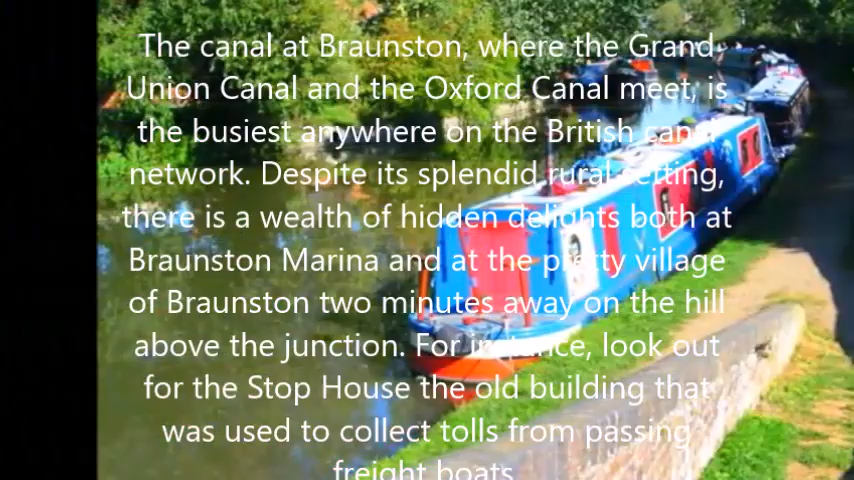 The canal at Braunston, where the Grand
Union Canal and the Oxford Canal meet, is
the busiest anywhere on the British canal
network. Despite its splendid rural setting,
there is a wealth of hidden delights both at
Braunston Marina and at the pretty village
of Braunston two minutes away on the hill
above the junction. For instance, look out
for the Stop House the old building that
was used to collect tolls from passing
freight boats.